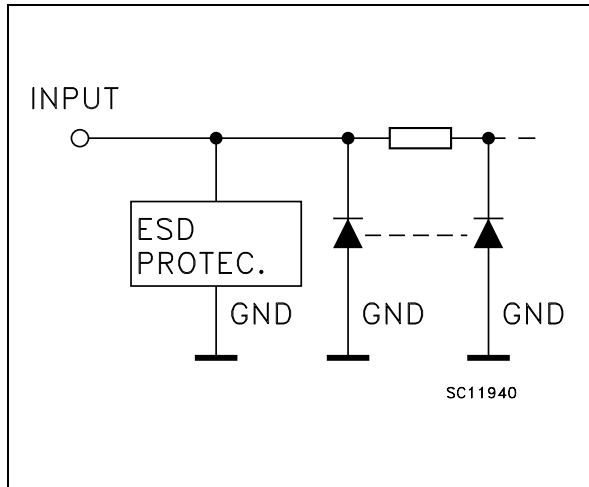 INPUT
ESD
PROTEC.
GND
GND
GND
SC11940